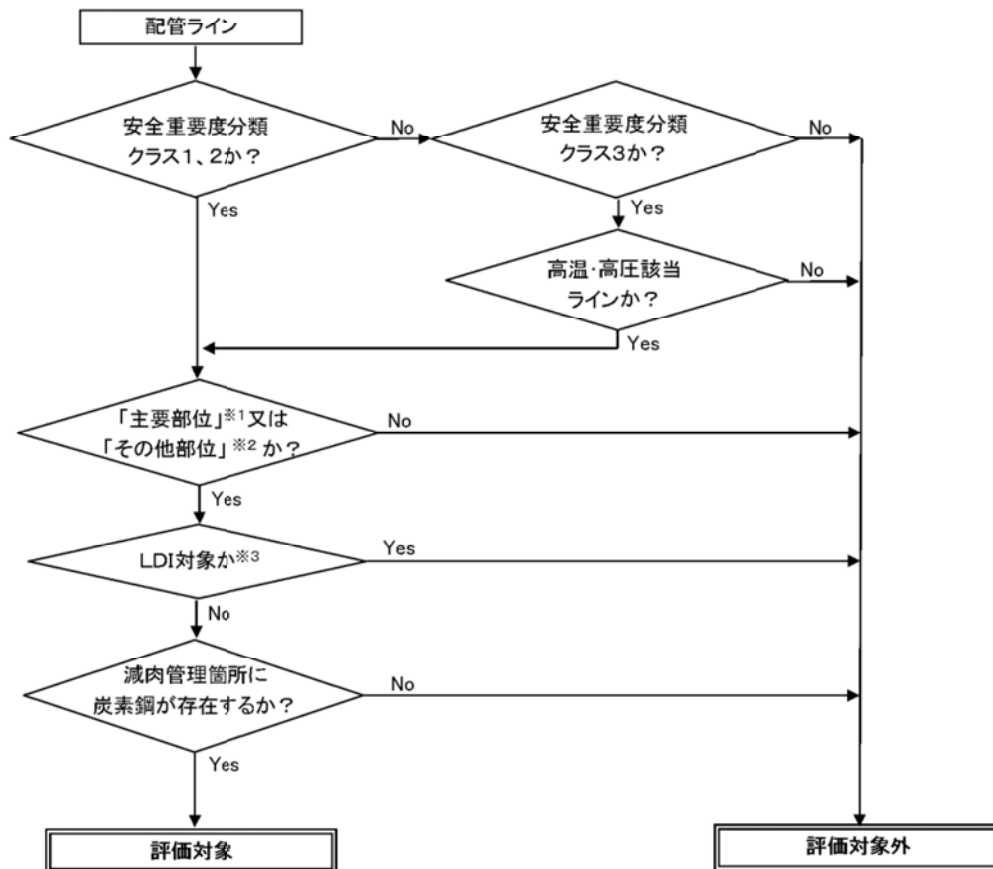 配管ライン
安全重要度分類
クラス1、2か?
No
安全重要度分類
クラス3か?
No
Yes
Yes
高温・高圧該当
ラインか?
No
Yes
「主要部位」※1又は
「その他部位」※2か?
No
Yes
LDI対象か※3
Yes
No
減肉管理箇所に
炭素鋼が存在するか?
No
Yes
評価対象
評価対象外